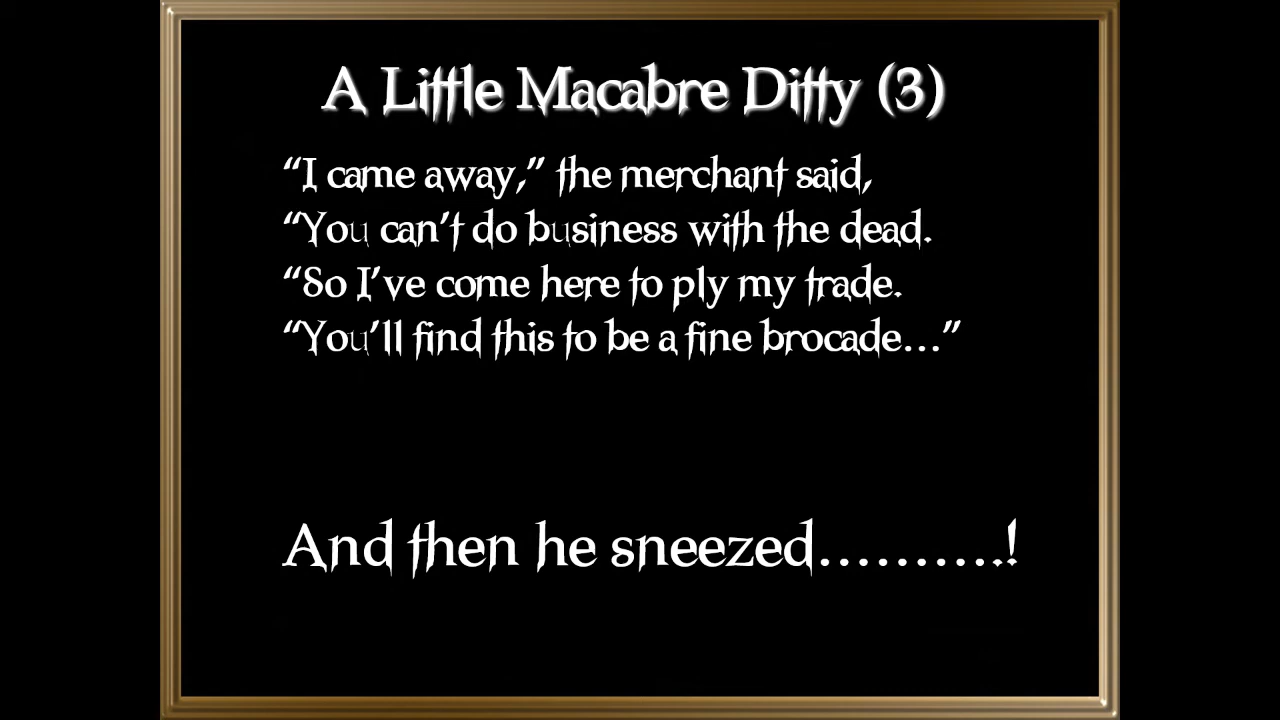 A Little Macabre Ditty (3)
“I came away,” the merchant said,
“You can’t do business with the dead.
“So I’ve come here to ply my trade.
“You’ll find this to be a fine brocade…”
And then he sneezed……….!